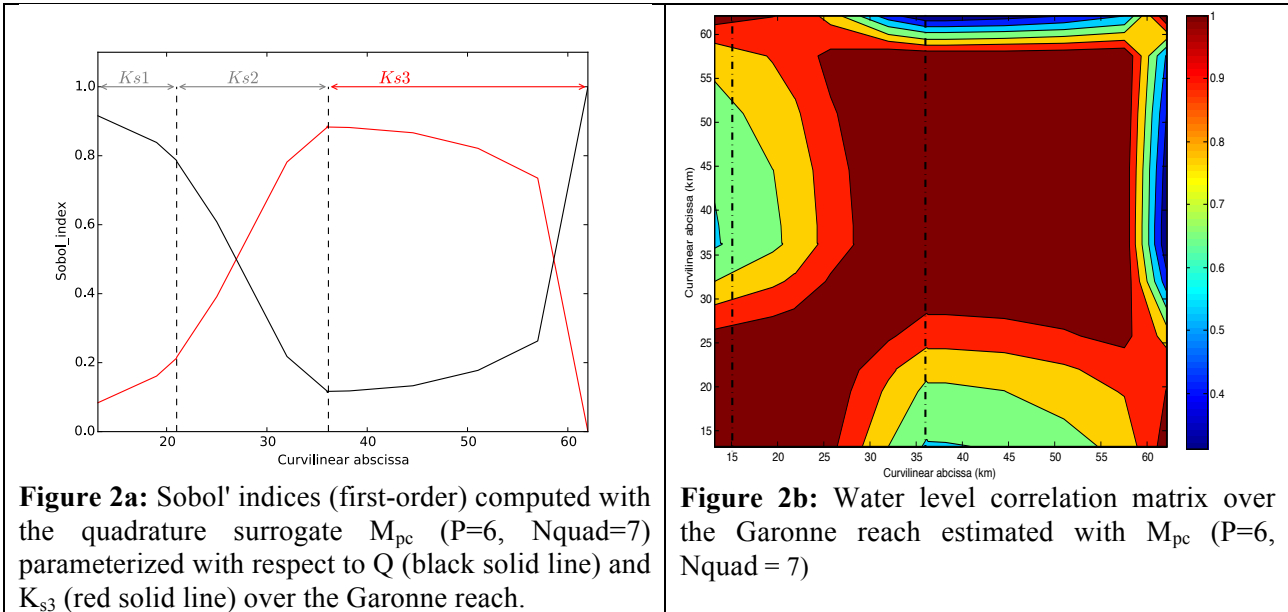 Ks1
Ks2
Ks3
1.0
0.8
0.6
0.4
0.2
0.0
Sobol_index
20
30
40
50
60
Curvilinear abscissa
Figure 2a: Sobol' indices (first-order) computed with
the quadrature surrogate Mpc (P=6, Nquad=7)
parameterized with respect to Q (black solid line) and
Ks3 (red solid line) over the Garonne reach.
60
55
50
45
40
35
30
25
20
15
Curvilinear abcissa (km)
15
20
25
30
35
40
45
50
55
60
Curvilinear abcissa (km)
1
0.9
0.8
0.7
0.6
0.5
0.4
Figure 2b: Water level correlation matrix over
the Garonne reach estimated with Mpc (P=6,
Nquad = 7)